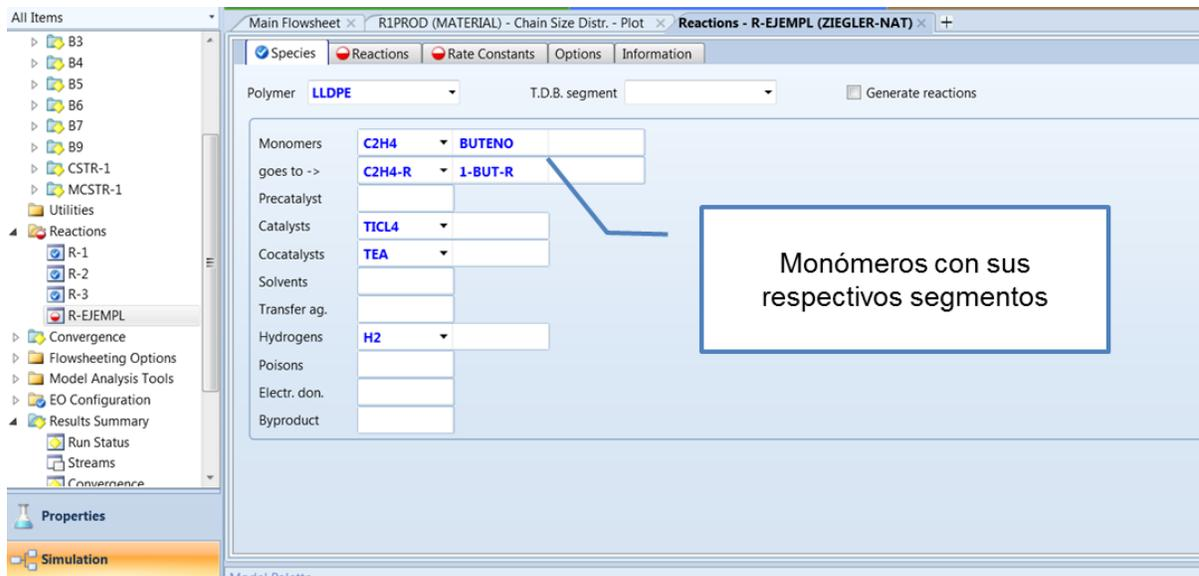 All Items
B3
B4
B5
B6
B7
B9
CSTR-1
MCSTR-1
Utilities
Reactions
R-1
R-2
R-3
R-EJEMPL
Convergence
Flowsheeting Options
Model Analysis Tools
EO Configuration
Results Summary
Run Status
Streams
Convergence
Properties
Simulation
Main Flowsheet R1PROD (MATERIAL) - Chain Size Distr. - Plot Reactions - R-EJEMPL (ZIEGLER-NAT)
Species Reactions Rate Constants Options Information
Polymer LLDPE T.D.B. segment Generate reactions
Monomers C2H4 BUTENO
goes to -> C2H4-R 1-BUT-R
Precatalyst
Catalysts TICL4
Cocatalysts TEA
Solvents
Transfer ag.
Hydrogens H2
Poisons
Electr. don.
Byproduct
Monómeros con sus
respectivos segmentos
Model Palette